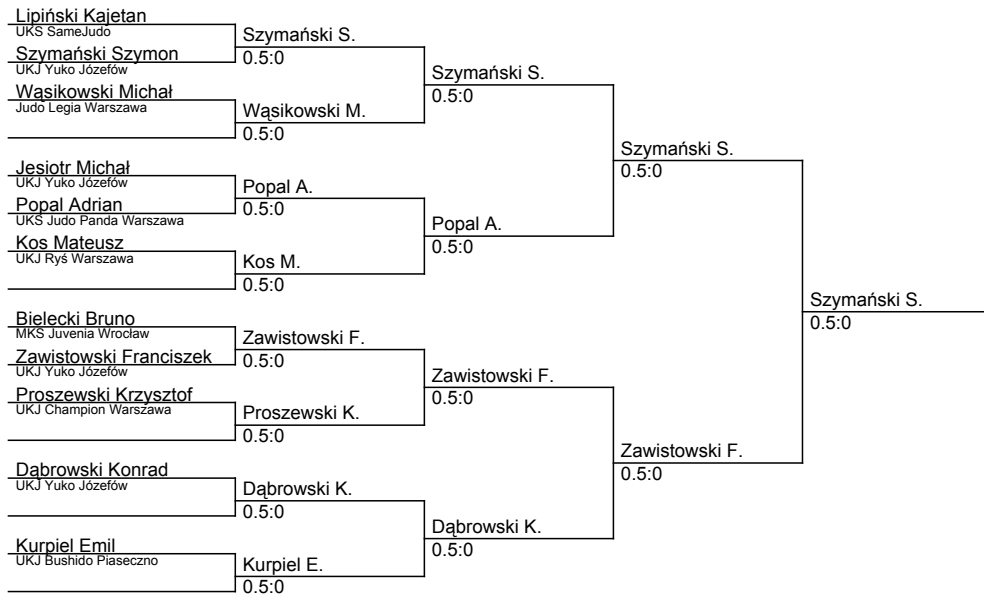 Lipiński Kajetan
UKS SameJudo
Szymański Szymon
UKJ Yuko Józefów
Wąsikowski Michał
Judo Legia Warszawa
Jesiotr Michał
UKJ Yuko Józefów
Popal Adrian
UKS Judo Panda Warszawa
Kos Mateusz
UKJ Ryś Warszawa
Bielecki Bruno
MKS Juvenia Wrocław
Zawistowski Franciszek
UKJ Yuko Józefów
Proszewski Krzysztof
UKJ Champion Warszawa
Dąbrowski Konrad
UKJ Yuko Józefów
Kurpiel Emil
UKJ Bushido Piaseczno
Szymański S.
0.5:0
Wąsikowski M.
0.5:0
Popal A.
0.5:0
Kos M.
0.5:0
Zawistowski F.
0.5:0
Proszewski K.
0.5:0
Dąbrowski K.
0.5:0
Kurpiel E.
0.5:0
Szymański S.
0.5:0
Popal A.
0.5:0
Zawistowski F.
0.5:0
Dąbrowski K.
0.5:0
Szymański S.
0.5:0
Zawistowski F.
0.5:0
Szymański S.
0.5:0